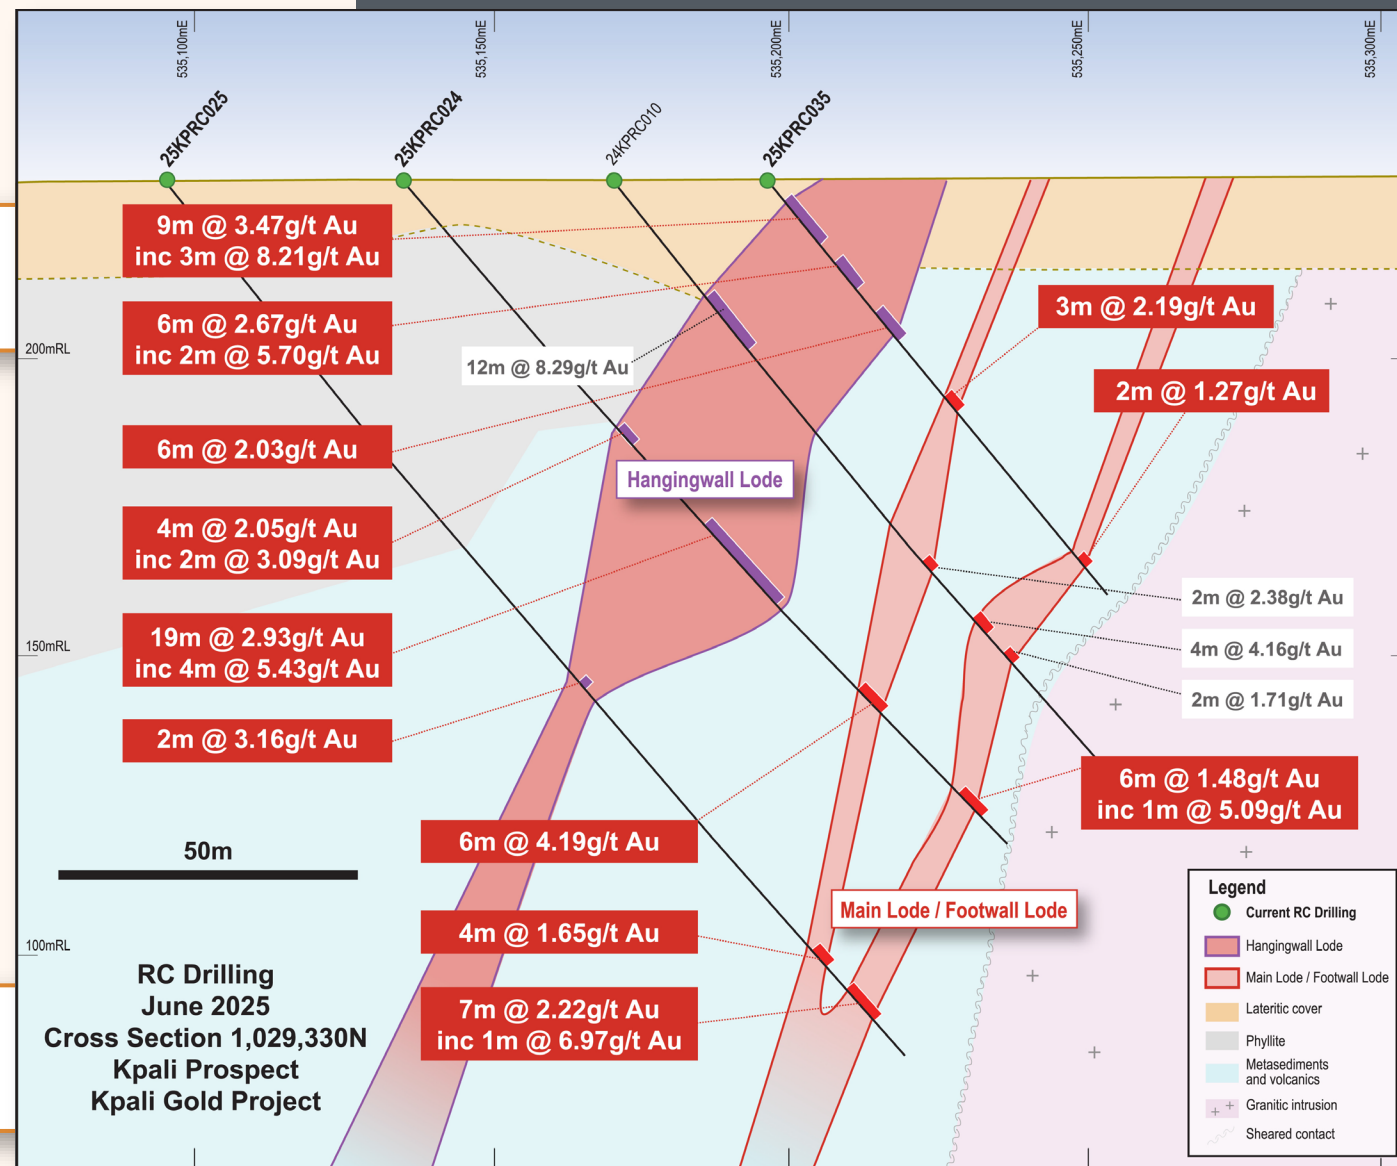 535,100mE
535,150mE
535,200mE
535,250mE
535,300mE
25KPRC025
25KPRC024
24KPRC010
25KPRC035
9m @ 3.47g/t Au
inc 3m @ 8.21g/t Au
6m @ 2.67g/t Au
inc 2m @ 5.70g/t Au
3m @ 2.19g/t Au
200mRL
12m @ 8.29g/t Au
2m @ 1.27g/t Au
6m @ 2.03g/t Au
Hangingwall Lode
4m @ 2.05g/t Au
inc 2m @ 3.09g/t Au
2m @ 2.38g/t Au
19m @ 2.93g/t Au
inc 4m @ 5.43g/t Au
150mRL
4m @ 4.16g/t Au
2m @ 1.71g/t Au
2m @ 3.16g/t Au
6m @ 1.48g/t Au
inc 1m @ 5.09g/t Au
50m
6m @ 4.19g/t Au
Main Lode / Footwall Lode
4m @ 1.65g/t Au
100mRL
7m @ 2.22g/t Au
inc 1m @ 6.97g/t Au
RC Drilling
June 2025
Cross Section 1,029,330N
Kpali Prospect
Kpali Gold Project
Legend
Current RC Drilling
Hangingwall Lode
Main Lode / Footwall Lode
Lateritic cover
Phyllite
Metasediments
and volcanics
Granitic intrusion
Sheared contact